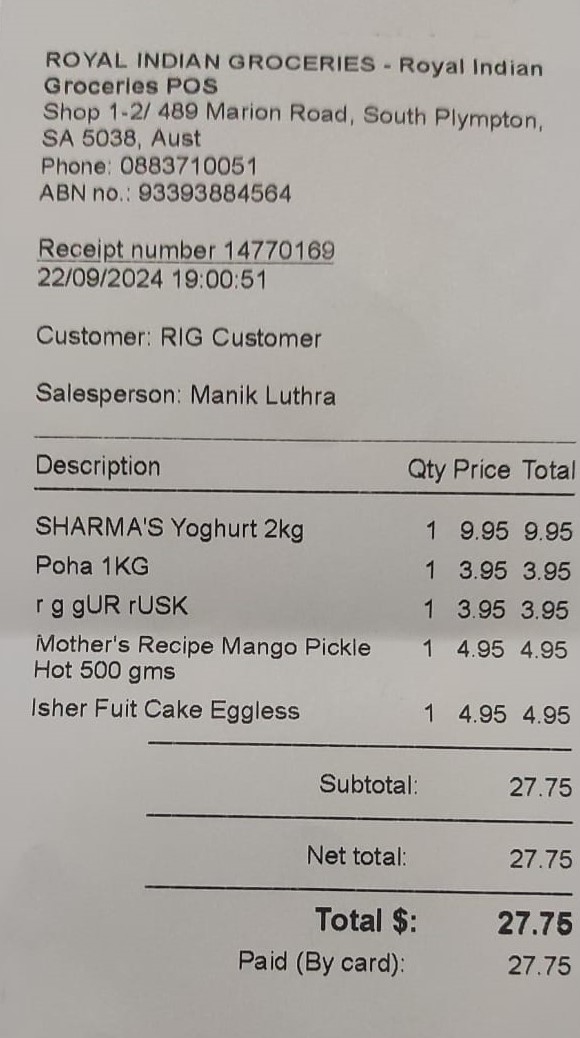 ROYAL INDIAN GROCERIES - Royal Indian
Groceries POS
Shop 1-2/ 489 Marion Road, South Plympton,
SA 5038, Aust
Phone: 0883710051
ABN no.: 93393884564
Receipt number 14770169
22/09/2024 19:00:51
Customer: RIG Customer
Salesperson: Manik Luthra
Description Qty Price Total
SHARMA'S Yoghurt 2kg 1 9.95 9.95
Poha 1KG 1 3.95 3.95
r g gUR rUSK 1 3.95 3.95
Mother's Recipe Mango Pickle 1 4.95 4.95
Hot 500 gms
Isher Fuit Cake Eggless 1 4.95 4.95
Subtotal: 27.75
Net total: 27.75
Total $: 27.75
Paid (By card): 27.75